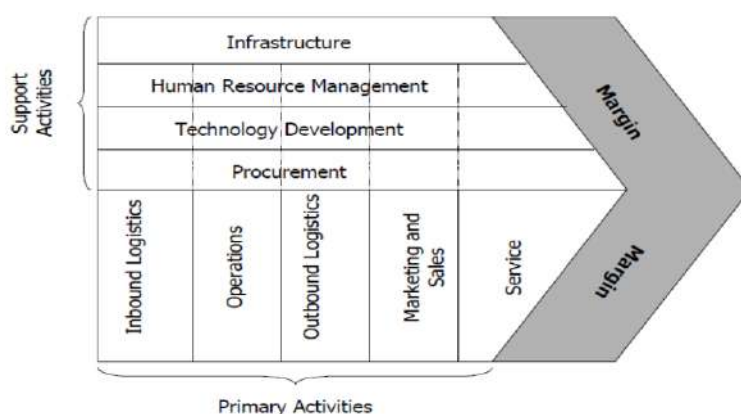 Support
Activities
Infrastructure
Human Resource Management
Technology Development
Procurement
Margin
Inbound Logistics
Operations
Outbound Logistics
Marketing and
Sales
Service
Margin
Primary Activities